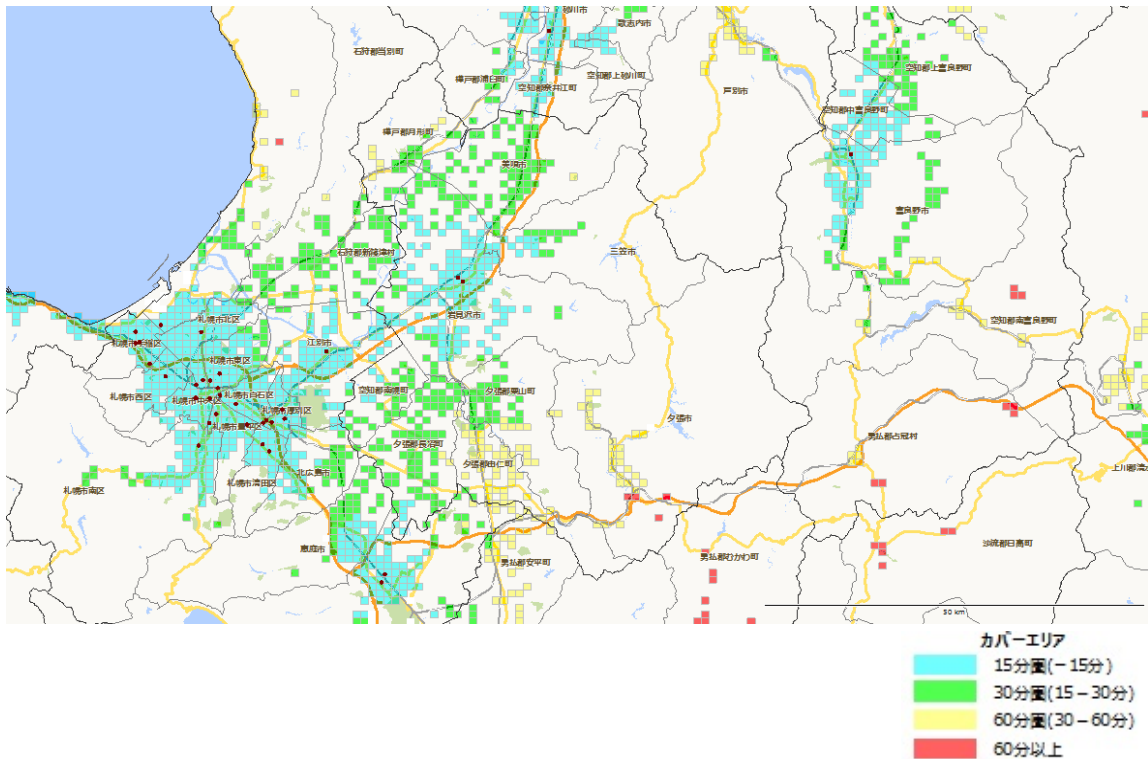 砂川市
歌志内市
石狩郡当別町
樺戸郡浦臼町
空知郡上砂川町
空知郡上富良野町
空知郡奈井江町
芦別市
空知郡中富良野町
樺戸郡月形町
美唄市
富良野市
石狩郡新篠津村
三笠市
岩見沢市
札幌市北区
空知郡南富良野町
札幌市手稲区
江別市
札幌市東区
空知郡南幌町
夕張郡栗山町
札幌市西区
札幌市中央区
札幌市白石区
札幌市厚別区
夕張市
札幌市豊平区
夕張郡長沼町
勇払郡占冠村
夕張郡由仁町
北広島市
札幌市清田区
上川郡清水
札幌市南区
恵庭市
勇払郡安平町
勇払郡むかわ町
沙流郡日高町
50 km
カバーエリア
15分圏(-15分)
30分圏(15-30分)
60分圏(30-60分)
60分以上